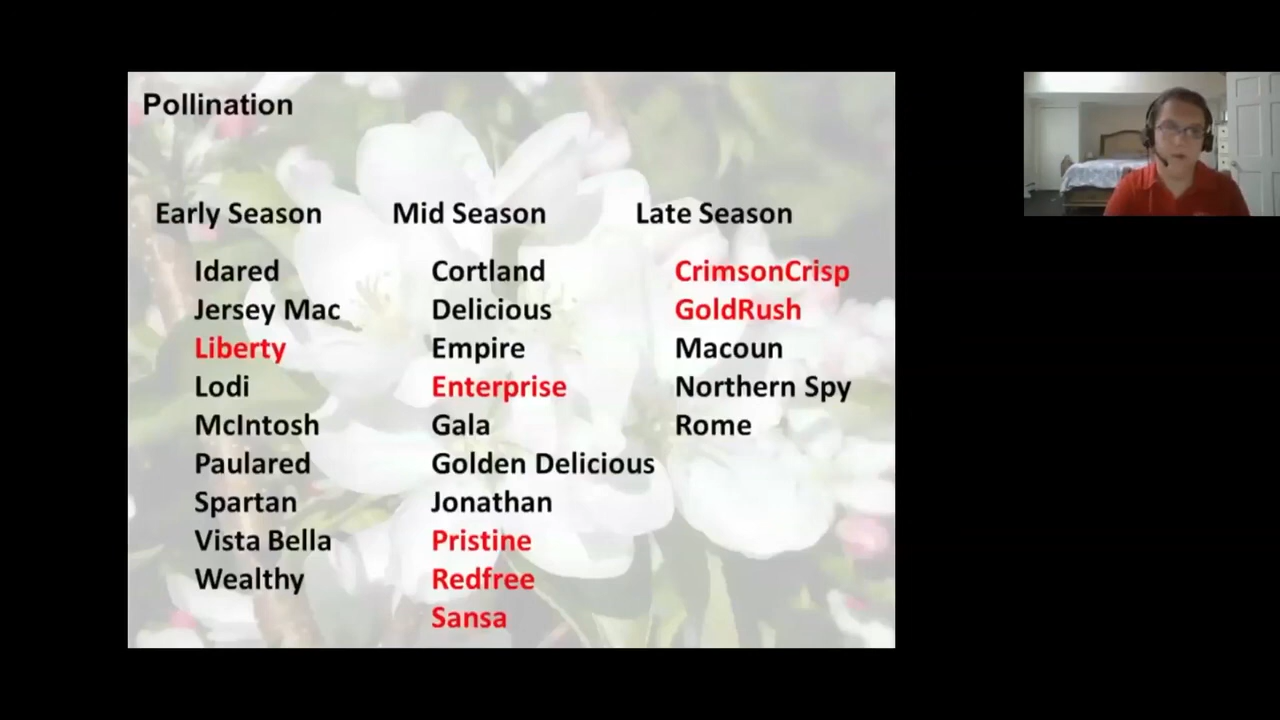 Pollination
Early Season
Idared
Jersey Mac
Liberty
Lodi
McIntosh
Paulared
Spartan
Vista Bella
Wealthy
Mid Season
Cortland
Delicious
Empire
Enterprise
Gala
Golden Delicious
Jonathan
Pristine
Redfree
Sansa
Late Season
CrimsonCrisp
GoldRush
Macoun
Northern Spy
Rome